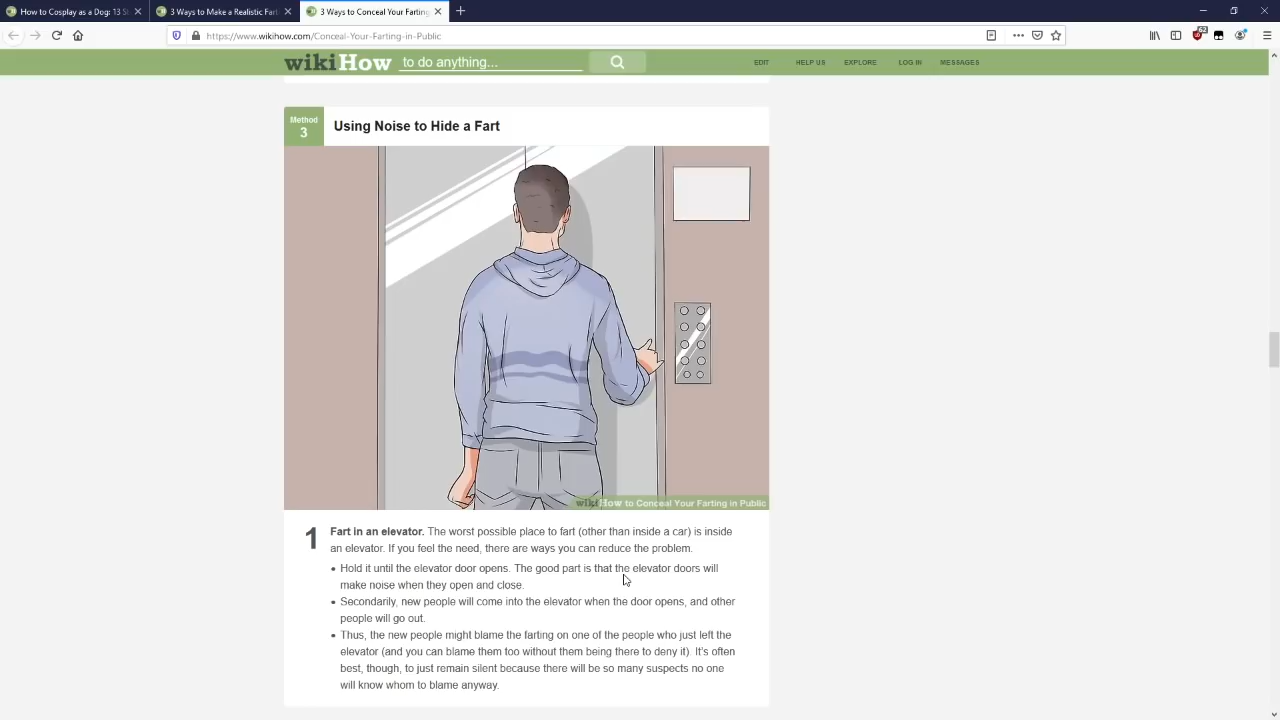 How to Cosplay as a Dog: 13 St
3 Ways to Make a Realistic Fart
3 Ways to Conceal Your Farting
https://www.wikihow.com/Conceal-Your-Farting-in-Public
wikiHow to do anything...
EDIT HELP US EXPLORE LOG IN MESSAGES
Method
3
Using Noise to Hide a Fart
wikiHow to Conceal Your Farting in Public
1 Fart in an elevator. The worst possible place to fart (other than inside a car) is inside
an elevator. If you feel the need, there are ways you can reduce the problem.
• Hold it until the elevator door opens. The good part is that the elevator doors will
make noise when they open and close.
• Secondarily, new people will come into the elevator when the door opens, and other
people will go out.
• Thus, the new people might blame the farting on one of the people who just left the
elevator (and you can blame them too without them being there to deny it). It's often
best, though, to just remain silent because there will be so many suspects no one
will know whom to blame anyway.